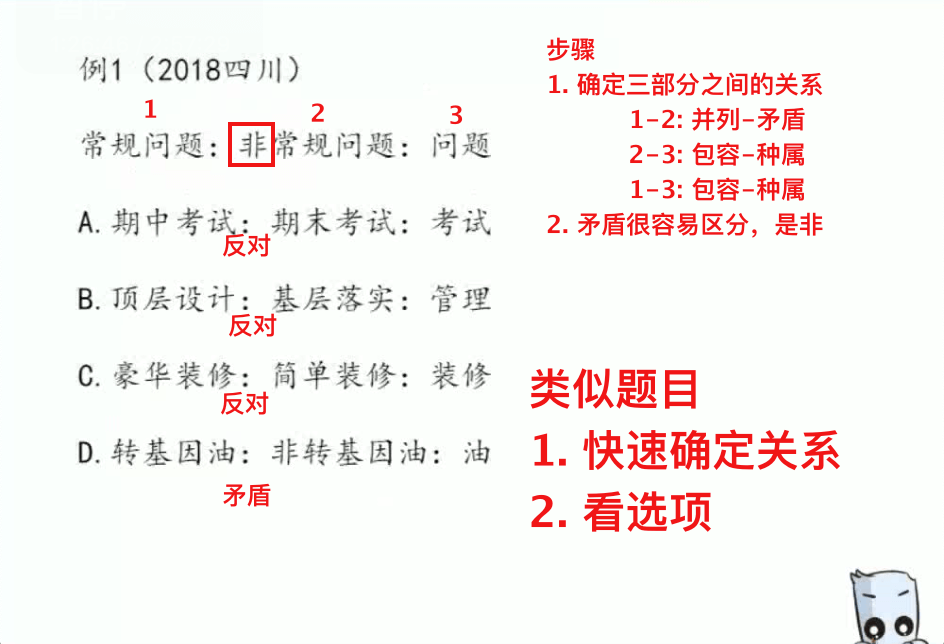 例1（2018四川）
1 2 3
常规问题：非常规问题：问题
A.期中考试：期末考试：考试
反对
B.顶层设计：基层落实：管理
反对
C.豪华装修：简单装修：装修
反对
D.转基因油：非转基因油：油
矛盾
步骤
1. 确定三部分之间的关系
1-2: 并列-矛盾
2-3: 包容-种属
1-3: 包容-种属
2. 矛盾很容易区分，是非
类似题目
1. 快速确定关系
2. 看选项